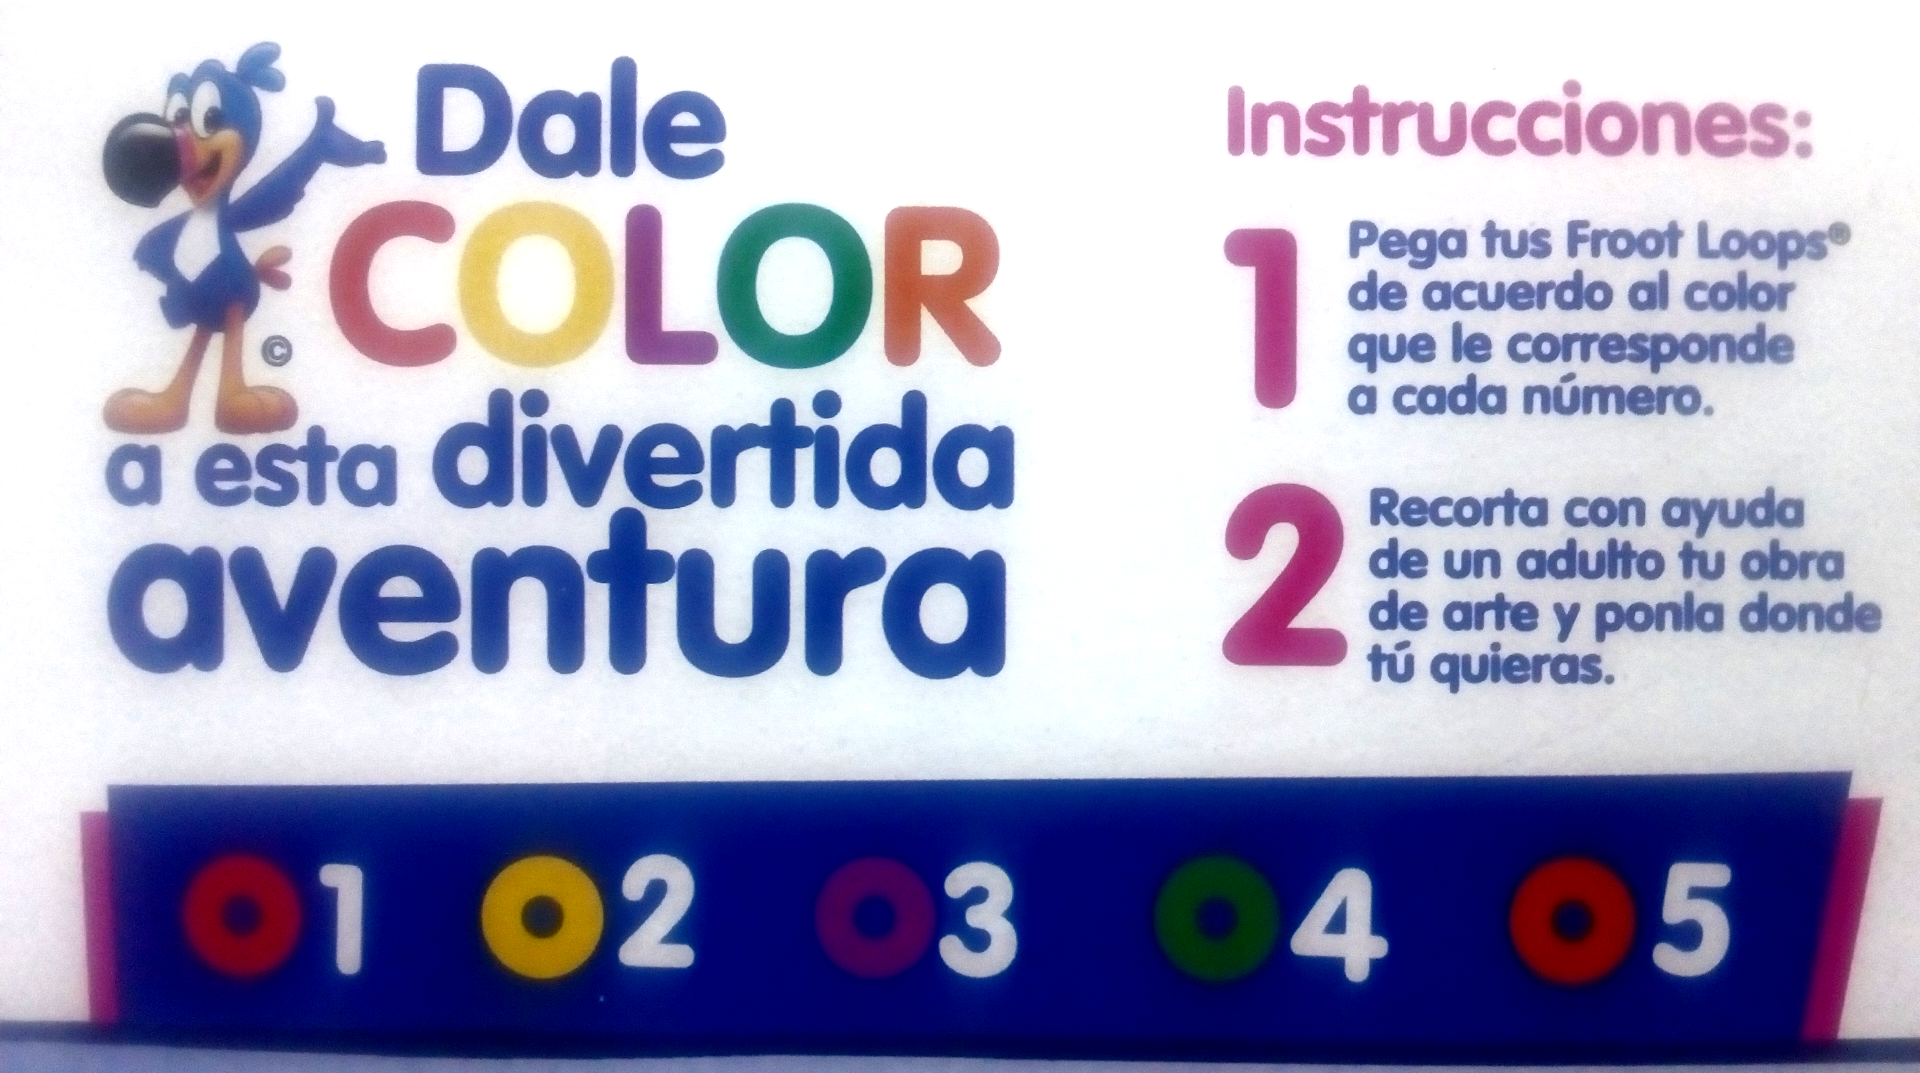 Dale
COLOR
a esta divertida
aventura
©
Instrucciones:
1
Pega tus Froot Loops®
de acuerdo al color
que le corresponde
a cada número.
2
Recorta con ayuda
de un adulto tu obra
de arte y ponla donde
tú quieras.
1 2 3 4 5